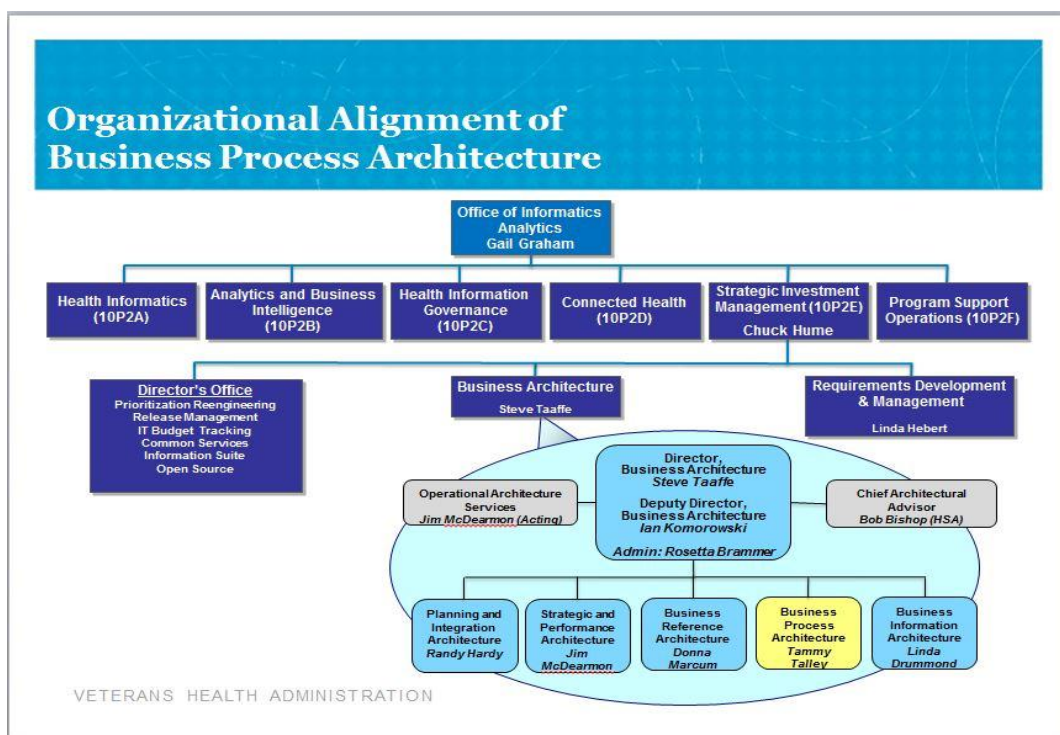 Organizational Alignment of
Business Process Architecture
Office of Informatics
Analytics
Gail Graham
Health Informatics
(10P2A)
Analytics and Business
Intelligence
(10P2B)
Health Information
Governance
(10P2C)
Connected Health
(10P2D)
Strategic Investment
Management (10P2E)
Chuck Hume
Program Support
Operations (10P2F)
Director's Office
Prioritization Reengineering
Release Management
IT Budget Tracking
Common Services
Information Suite
Open Source
Business Architecture
Steve Taaffe
Requirements Development
& Management
Linda Hebert
Director,
Business Architecture
Steve Taaffe
Deputy Director,
Business Architecture
Ian Komorowski
Admin: Rosetta Brammer
Operational Architecture
Services
Jim McDearmon (Acting)
Chief Architectural
Advisor
Bob Bishop (HSA)
Planning and
Integration
Architecture
Randy Hardy
Strategic and
Performance
Architecture
Jim
McDearmon
Business
Reference
Architecture
Donna
Marcum
Business
Process
Architecture
Tammy
Talley
Business
Information
Architecture
Linda
Drummond
VETERANS HEALTH ADMINISTRATION